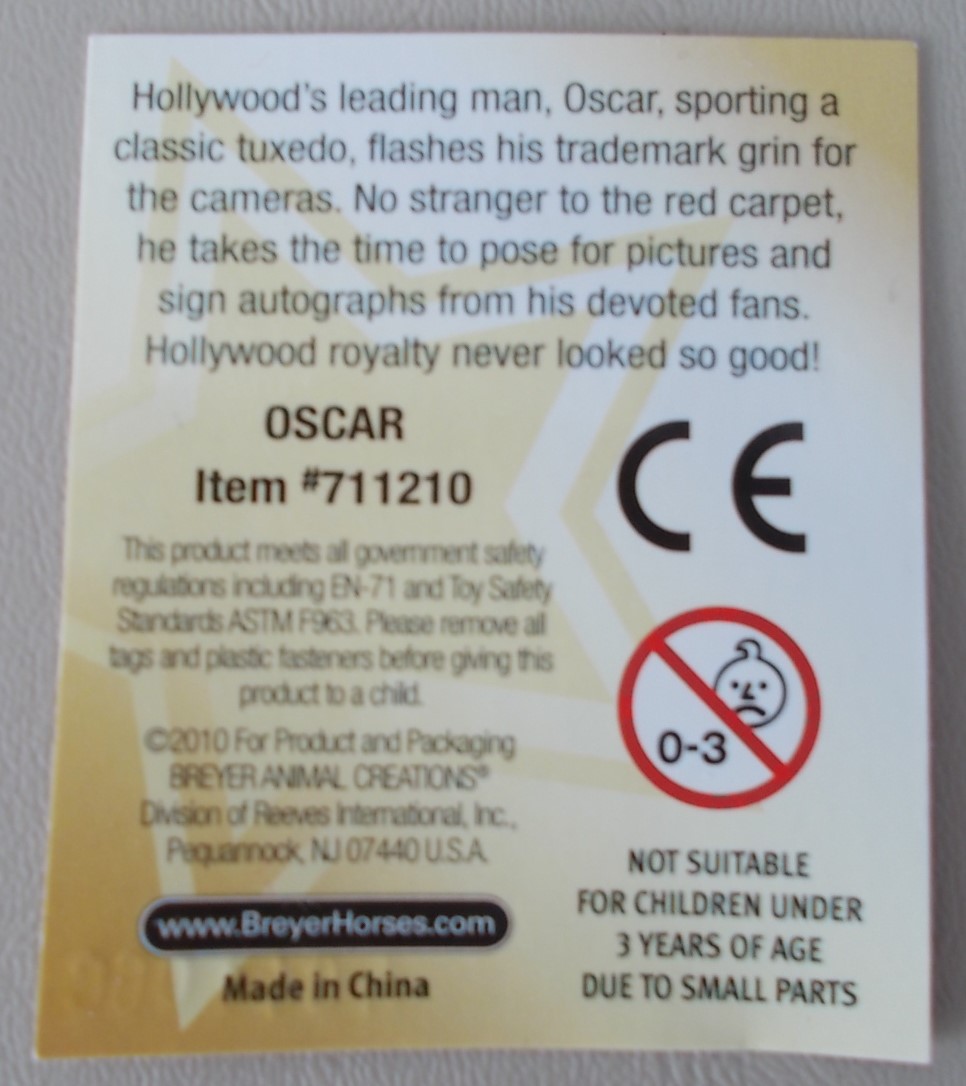 Hollywood's leading man, Oscar, sporting a
classic tuxedo, flashes his trademark grin for
the cameras. No stranger to the red carpet,
he takes the time to pose for pictures and
sign autographs from his devoted fans.
Hollywood royalty never looked so good!
OSCAR
Item #711210
This product meets all government safety
regulations including EN-71 and Toy Safety
Standards ASTM F963. Please remove all
tags and plastic fasteners before giving this
product to a child.
©2010 For Product and Packaging
BREYER ANIMAL CREATIONS®
Division of Reeves International, Inc.,
Pequannock, NJ 07440 U.S.A.
www.BreyerHorses.com
Made in China
CE
0-3
NOT SUITABLE
FOR CHILDREN UNDER
3 YEARS OF AGE
DUE TO SMALL PARTS